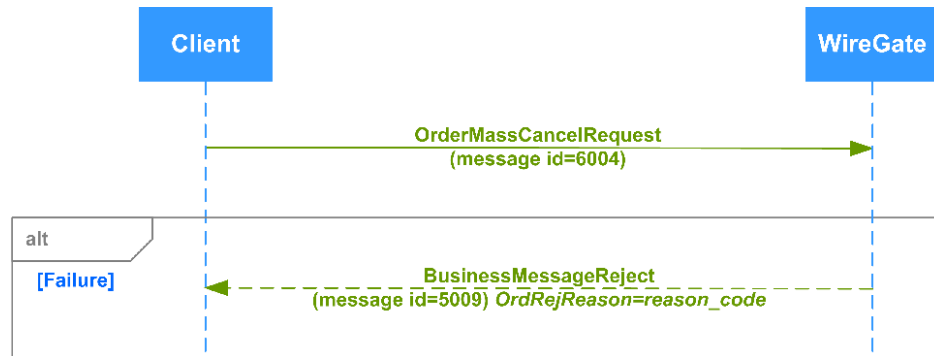 Client
WireGate
OrderMassCancelRequest
(message id=6004)
alt
[Failure]
BusinessMessageReject
(message id=5009) OrdRejReason=reason_code